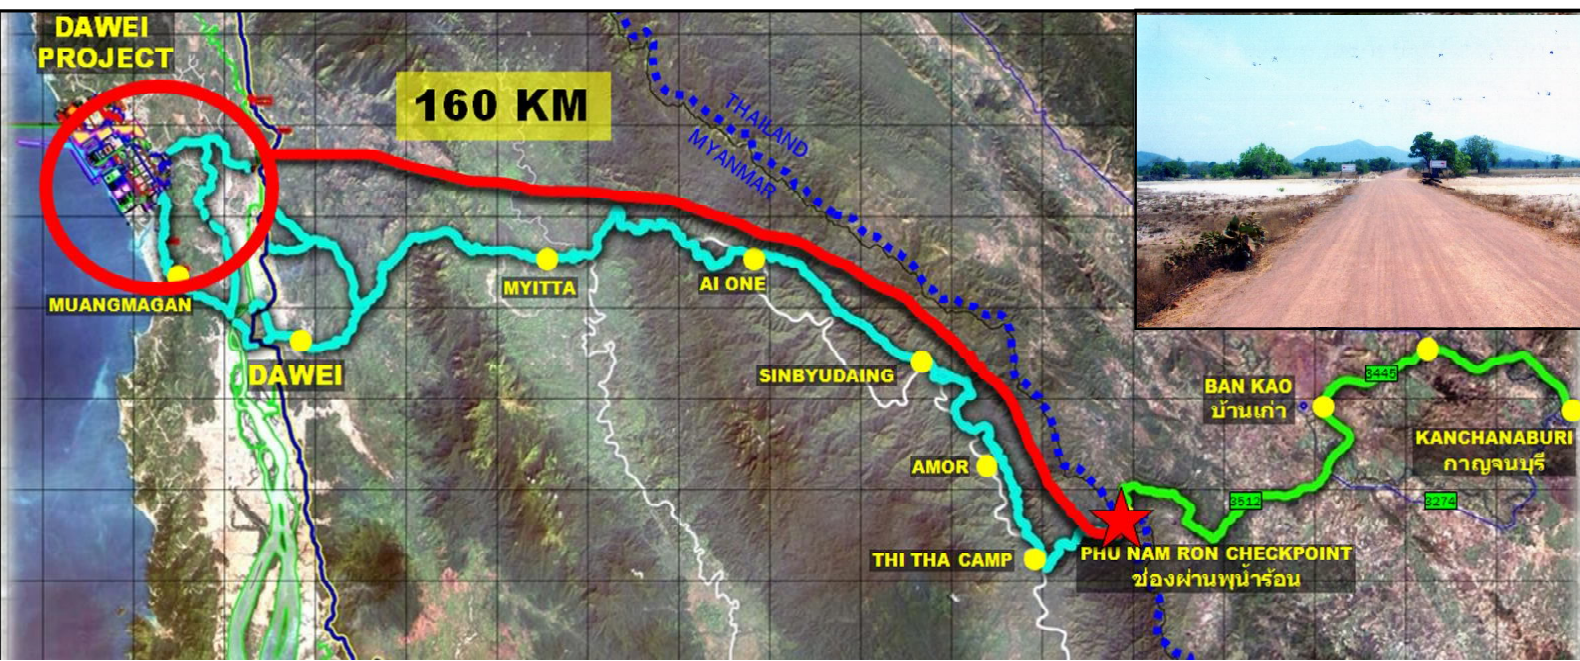 DAWEI
PROJECT
160 KM
THAILAND
MYANMAR
MUANGMAGAN
MYITTA
AI ONE
DAWEI
SINBYUDAING
AMOR
THI THA CAMP
PHU NAM RON CHECKPOINT
ช่องผ่านพุน้ำร้อน
BAN KAO
บ้านเก่า
3445
KANCHANABURI
กาญจนบุรี
3512
3274